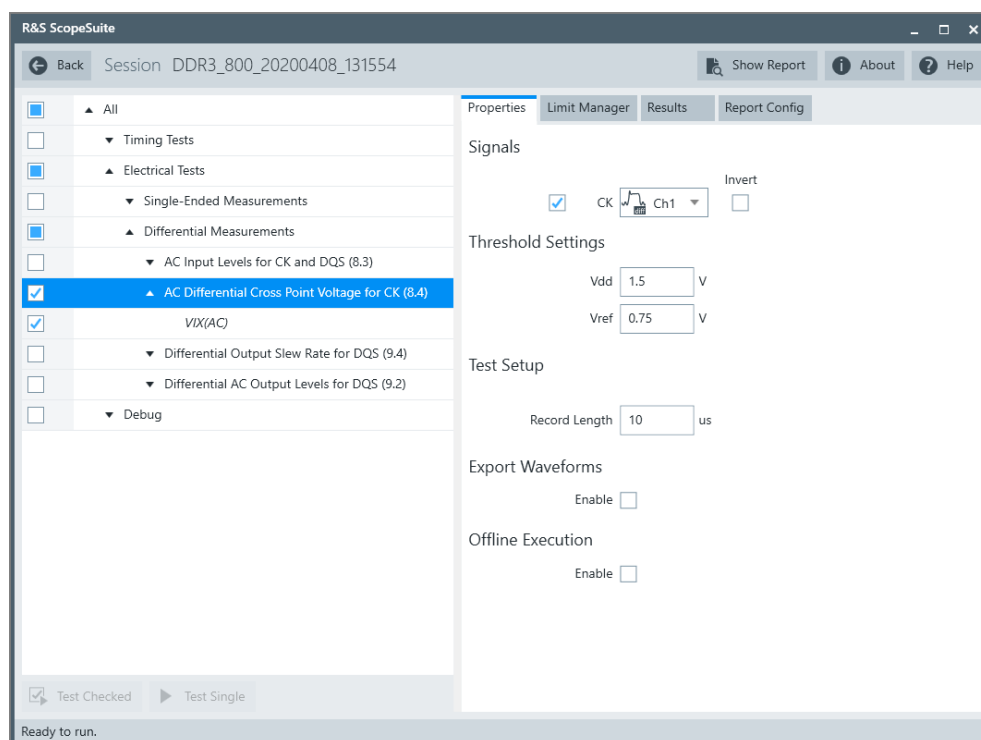 R&S ScopeSuite
Back Session DDR3_800_20200408_131554 Show Report About Help
All
Timing Tests
Electrical Tests
Single-Ended Measurements
Differential Measurements
AC Input Levels for CK and DQS (8.3)
AC Differential Cross Point Voltage for CK (8.4)
VIX(AC)
Differential Output Slew Rate for DQS (9.4)
Differential AC Output Levels for DQS (9.2)
Debug
Test Checked Test Single
Properties Limit Manager Results Report Config
Signals
Invert
CK Ch1
Threshold Settings
Vdd 1.5 V
Vref 0.75 V
Test Setup
Record Length 10 us
Export Waveforms
Enable
Offline Execution
Enable
Ready to run.